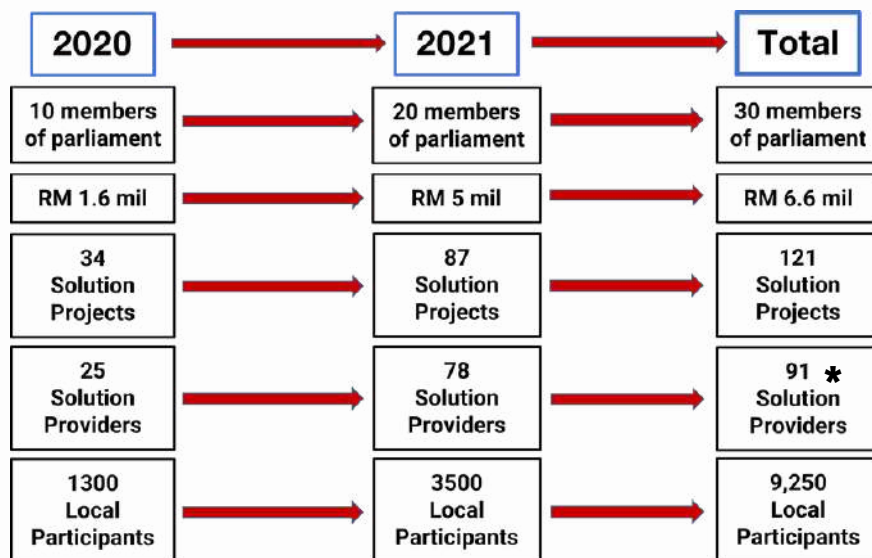 2020
2021
Total
10 members
of parliament
20 members
of parliament
30 members
of parliament
RM 1.6 mil
RM 5 mil
RM 6.6 mil
34
Solution
Projects
87
Solution
Projects
121
Solution
Projects
25
Solution
Providers
78
Solution
Providers
91 *
Solution
Providers
1300
Local
Participants
3500
Local
Participants
9,250
Local
Participants